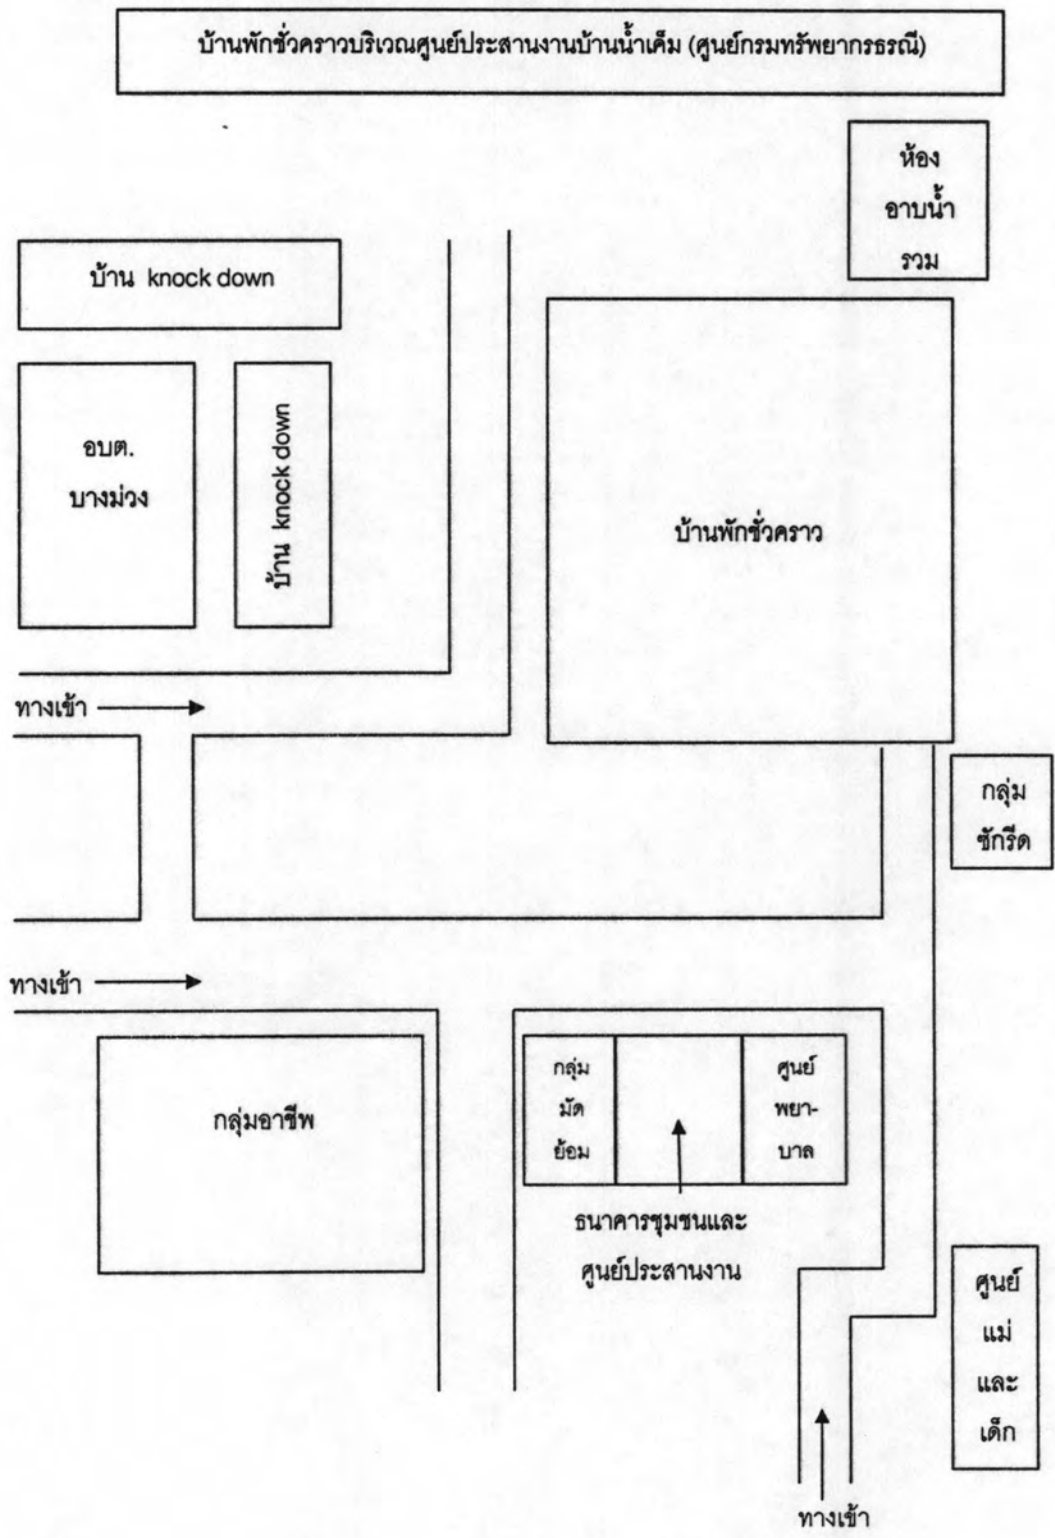 บ้านพักชั่วคราวบริเวณศูนย์ประสานงานบ้านน้ำเค็ม (ศูนย์กรมทรัพยากรธรณี)
ห้อง
อาบน้ำ
รวม
บ้าน knock down
อบต.
บางม่วง
บ้าน knock down
บ้านพักชั่วคราว
ทางเข้า
กลุ่ม
ซักรีด
ทางเข้า
กลุ่มอาชีพ
กลุ่ม
มัด
ย้อม
ศูนย์
พยา-
บาล
ธนาคารชุมชนและ
ศูนย์ประสานงาน
ศูนย์
แม่
และ
เด็ก
ทางเข้า